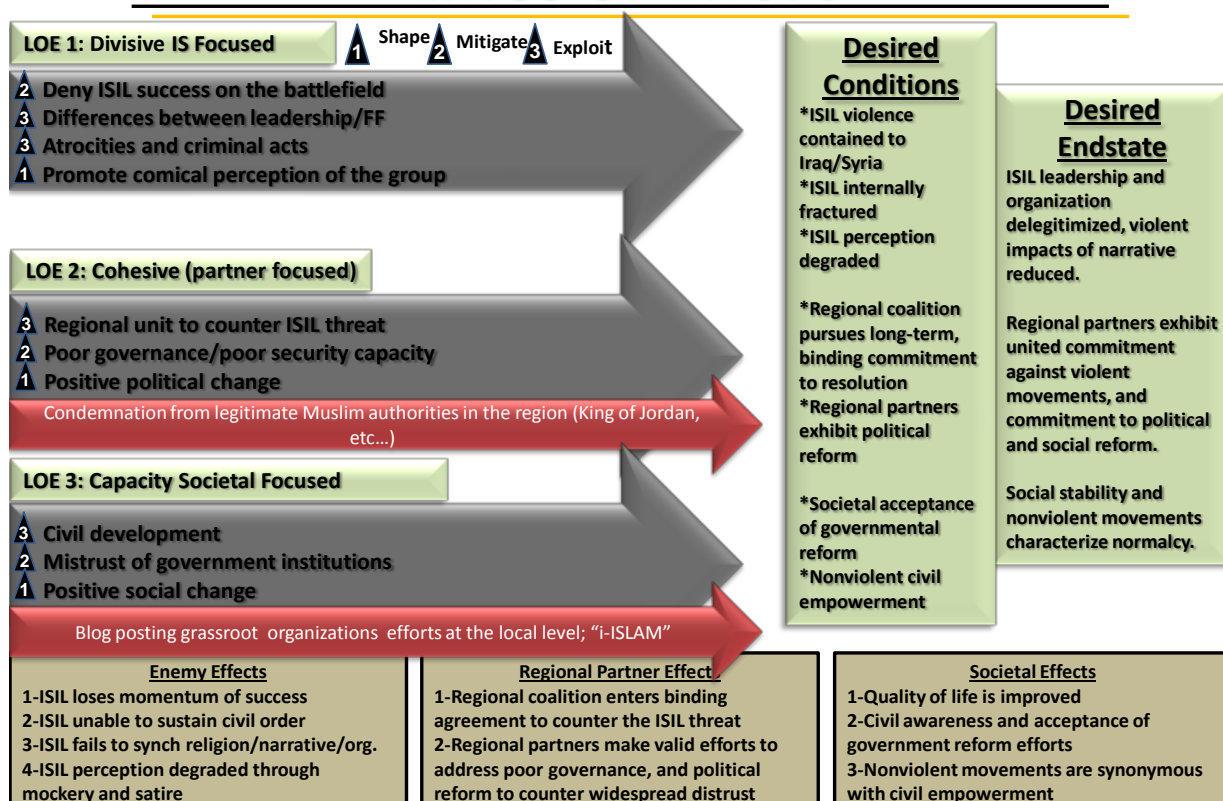 LOE 1: Divisive IS Focused
1 Shape 2 Mitigate 3 Exploit
2 Deny ISIL success on the battlefield
3 Differences between leadership/FF
3 Atrocities and criminal acts
1 Promote comical perception of the group
LOE 2: Cohesive (partner focused)
3 Regional unit to counter ISIL threat
2 Poor governance/poor security capacity
1 Positive political change
Condemnation from legitimate Muslim authorities in the region (King of Jordan,
etc…)
LOE 3: Capacity Societal Focused
3 Civil development
2 Mistrust of government institutions
1 Positive social change
Blog posting grassroot organizations efforts at the local level; “i-ISLAM”
Desired
Conditions
*ISIL violence
contained to
Iraq/Syria
*ISIL internally
fractured
*ISIL perception
degraded
*Regional coalition
pursues long-term,
binding commitment
to resolution
*Regional partners
exhibit political
reform
*Societal acceptance
of governmental
reform
*Nonviolent civil
empowerment
Desired
Endstate
ISIL leadership and
organization
delegitimized, violent
impacts of narrative
reduced.
Regional partners exhibit
united commitment
against violent
movements, and
commitment to political
and social reform.
Social stability and
nonviolent movements
characterize normalcy.
Enemy Effects
1-ISIL loses momentum of success
2-ISIL unable to sustain civil order
3-ISIL fails to synch religion/narrative/org.
4-ISIL perception degraded through
mockery and satire
Regional Partner Effects
1-Regional coalition enters binding
agreement to counter the ISIL threat
2-Regional partners make valid efforts to
address poor governance, and political
reform to counter widespread distrust
Societal Effects
1-Quality of life is improved
2-Civil awareness and acceptance of
government reform efforts
3-Nonviolent movements are synonymous
with civil empowerment